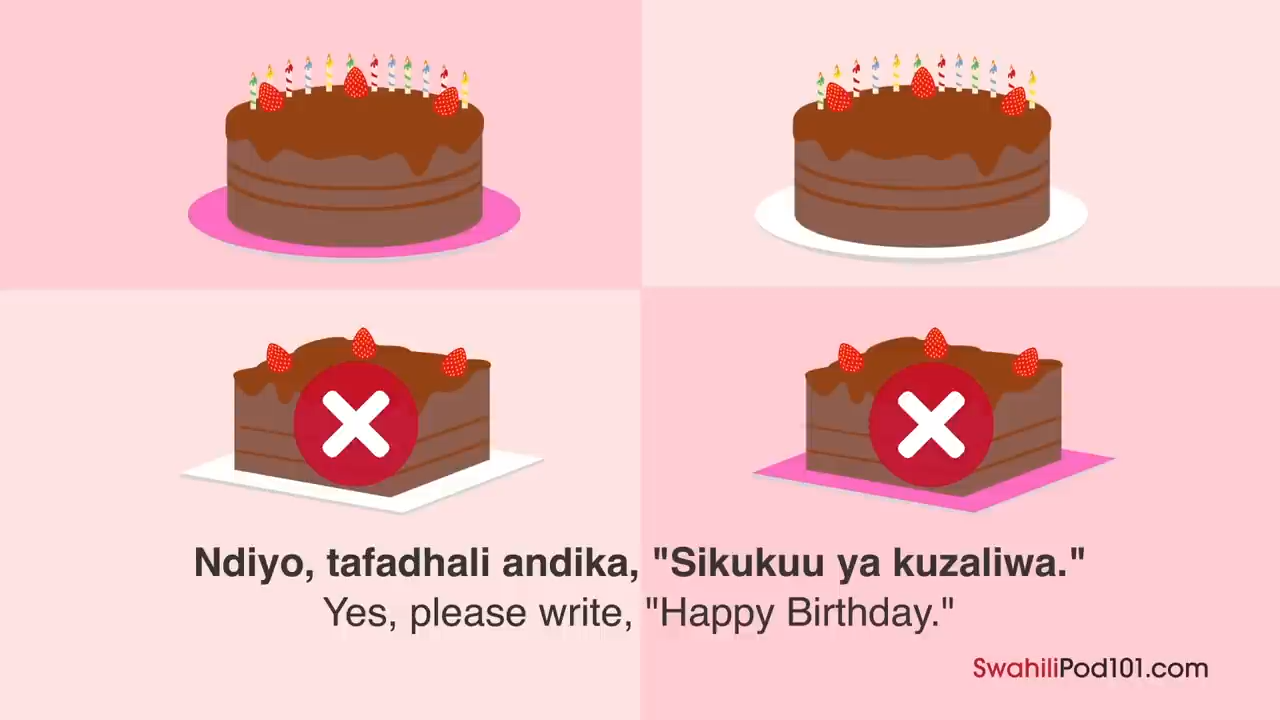 Ndiyo, tafadhali andika, "Sikukuu ya kuzaliwa."
Yes, please write, "Happy Birthday."
SwahiliPod101.com